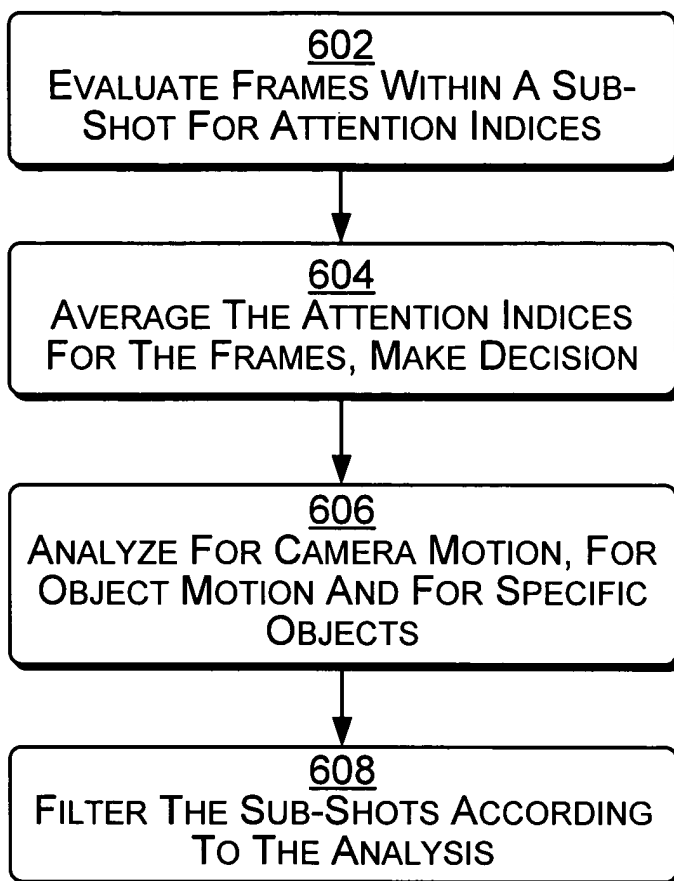 602
EVALUATE FRAMES WITHIN A SUB-
SHOT FOR ATTENTION INDICES
604
AVERAGE THE ATTENTION INDICES
FOR THE FRAMES, MAKE DECISION
606
ANALYZE FOR CAMERA MOTION, FOR
OBJECT MOTION AND FOR SPECIFIC
OBJECTS
608
FILTER THE SUB-SHOTS ACCORDING
TO THE ANALYSIS